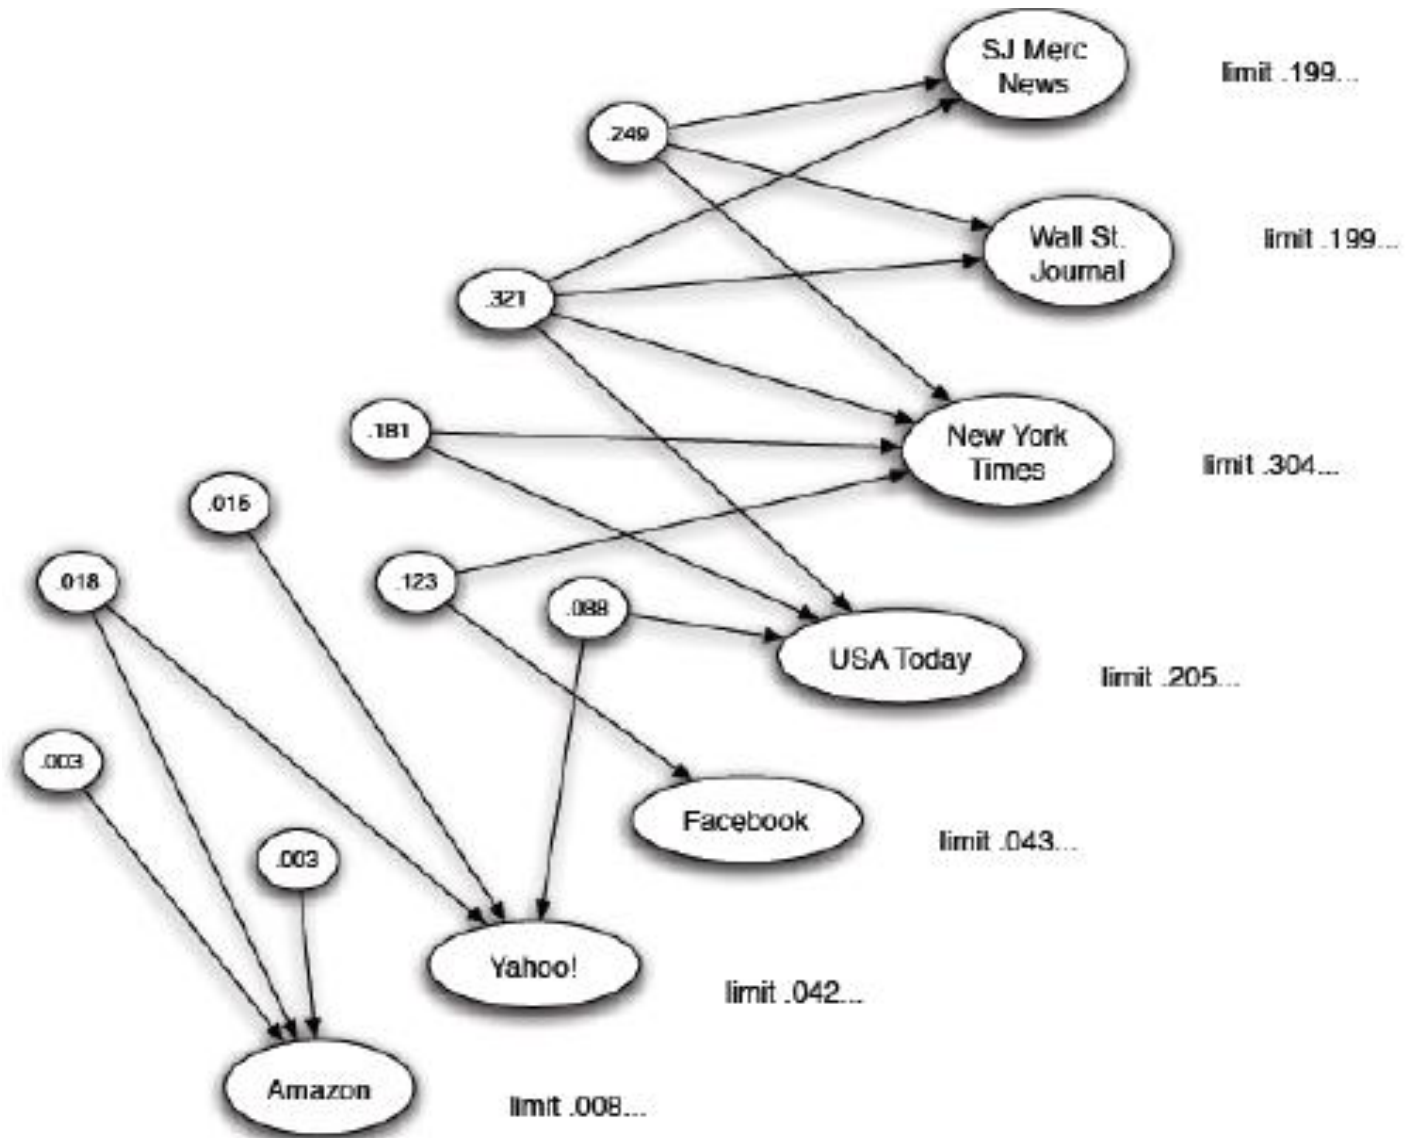 SJ Merc
News
limit .199...
.249
Wall St.
Journal
limit .199...
.321
.181
New York
Times
limit .304...
.015
.018
.123
.088
USA Today
limit .205...
.003
Facebook
limit .043...
.003
Yahoo!
limit .042...
Amazon
limit .008...